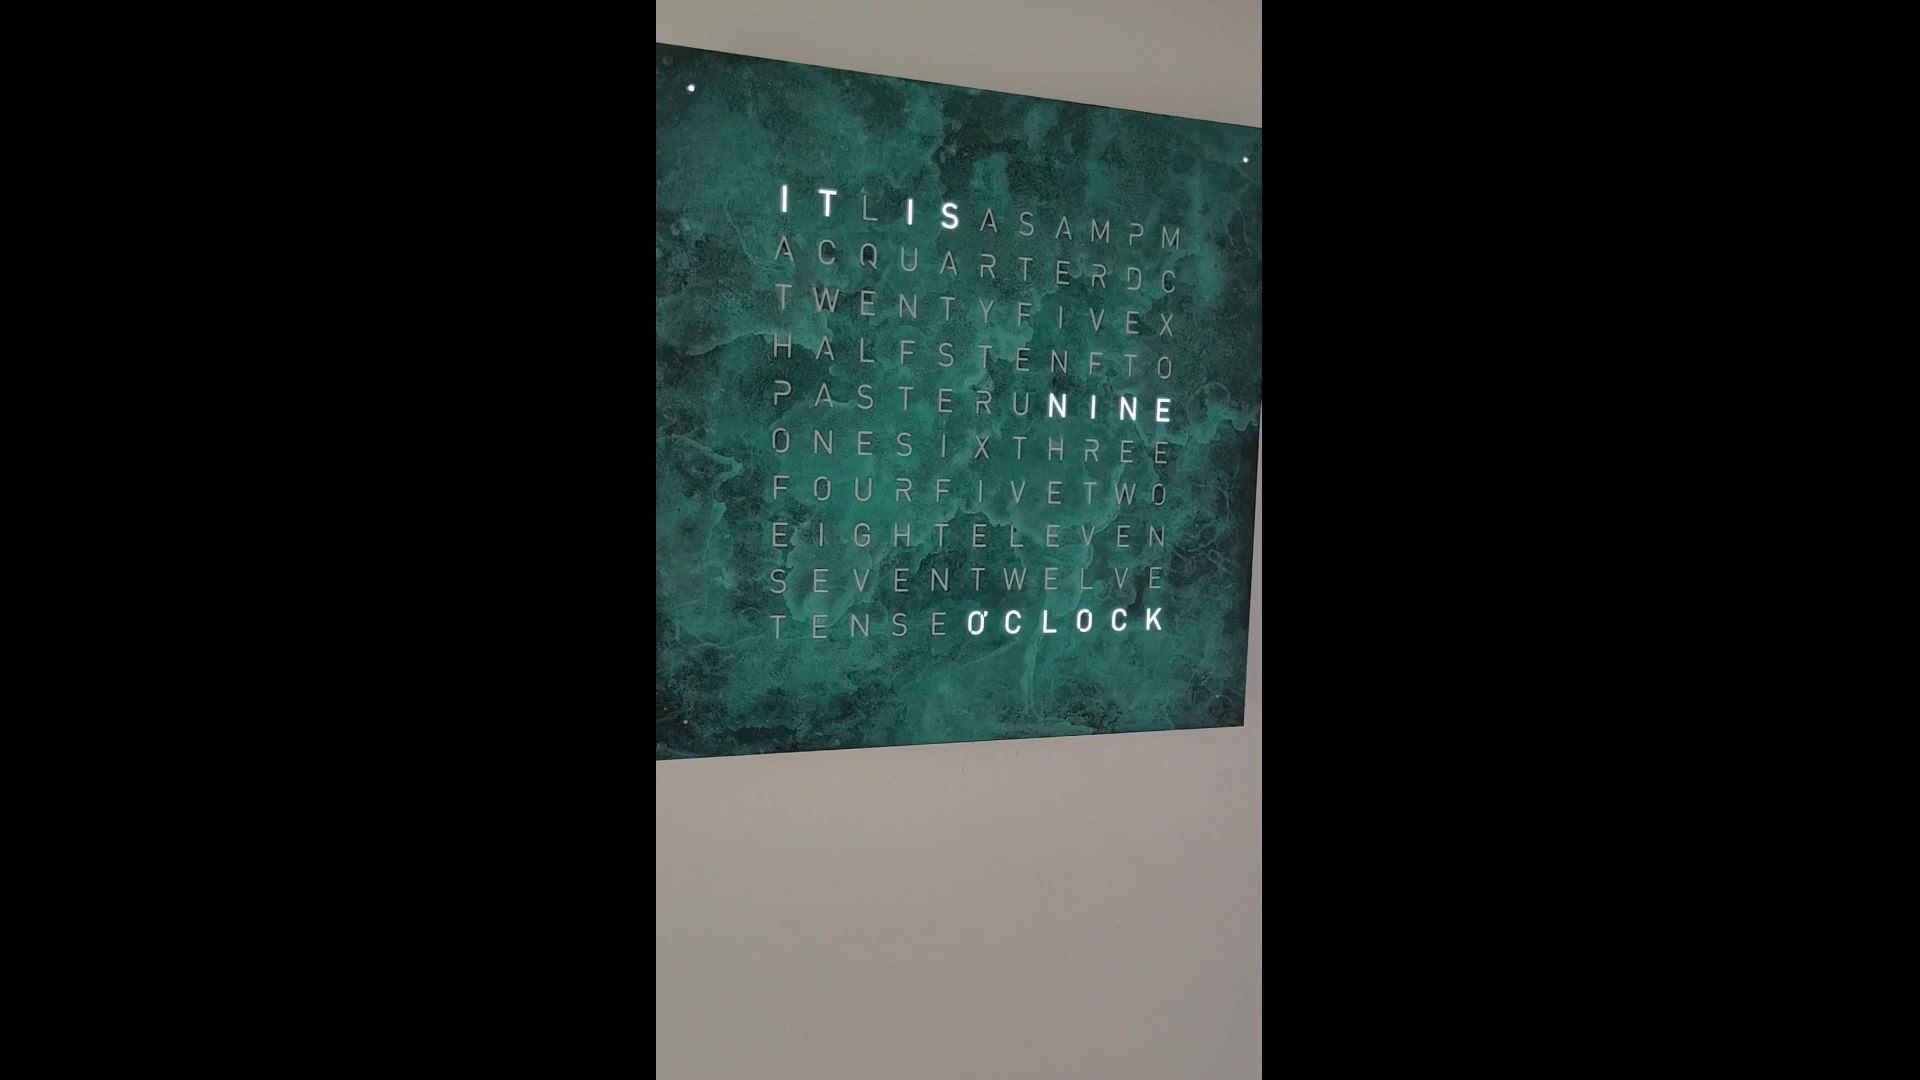 ITLISASAMPM
ACQUARTERDC
TWENTYFIVEX
HALFSTENFTO
PASTERUNINE
ONESIXTHREE
FOURFIVETWO
EIGHTELEVEN
SEVENTWELVE
TENSEO'CLOCK